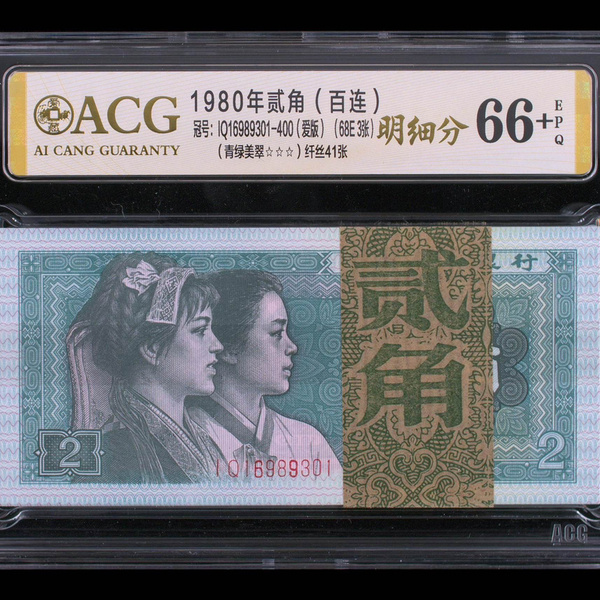 ACG
AI CANG GUARANTY
1980年贰角（百连）
冠号：IQ16989301-400（爱版）（68E 3张）
（青绿美翠☆☆☆）纤丝41张
明细分
66+
EPQ
行
贰角
2
IQ16989301
2
ACG